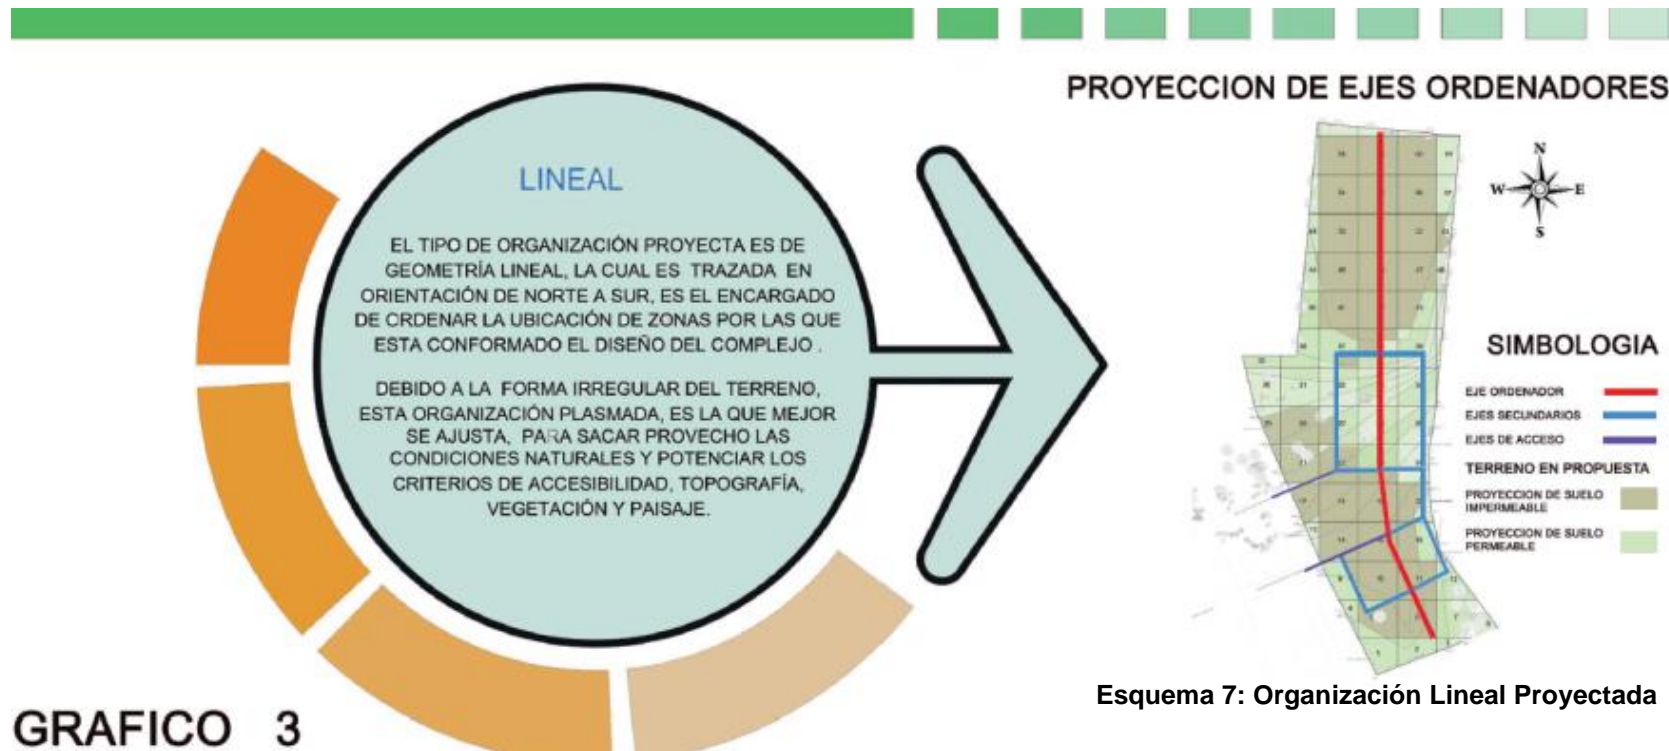 PROYECCION DE EJES ORDENADORES
LINEAL
EL TIPO DE ORGANIZACIÓN PROYECTA ES DE
GEOMETRÍA LINEAL, LA CUAL ES TRAZADA EN
ORIENTACIÓN DE NORTE A SUR, ES EL ENCARGADO
DE CRDENAR LA UBICACIÓN DE ZONAS POR LAS QUE
ESTA CONFORMADO EL DISEÑO DEL COMPLEJO .
DEBIDO A LA FORMA IRREGULAR DEL TERRENO,
ESTA ORGANIZACIÓN PLASMADA, ES LA QUE MEJOR
SE AJUSTA, PARA SACAR PROVECHO LAS
CONDICIONES NATURALES Y POTENCIAR LOS
CRITERIOS DE ACCESIBILIDAD, TOPOGRAFÍA,
VEGETACIÓN Y PAISAJE.
N
W E
S
SIMBOLOGIA
EJE ORDENADOR
EJES SECUNDARIOS
EJES DE ACCESO
TERRENO EN PROPUESTA
PROYECCION DE SUELO
IMPERMEABLE
PROYECCION DE SUELO
PERMEABLE
Esquema 7: Organización Lineal Proyectada
GRAFICO 3